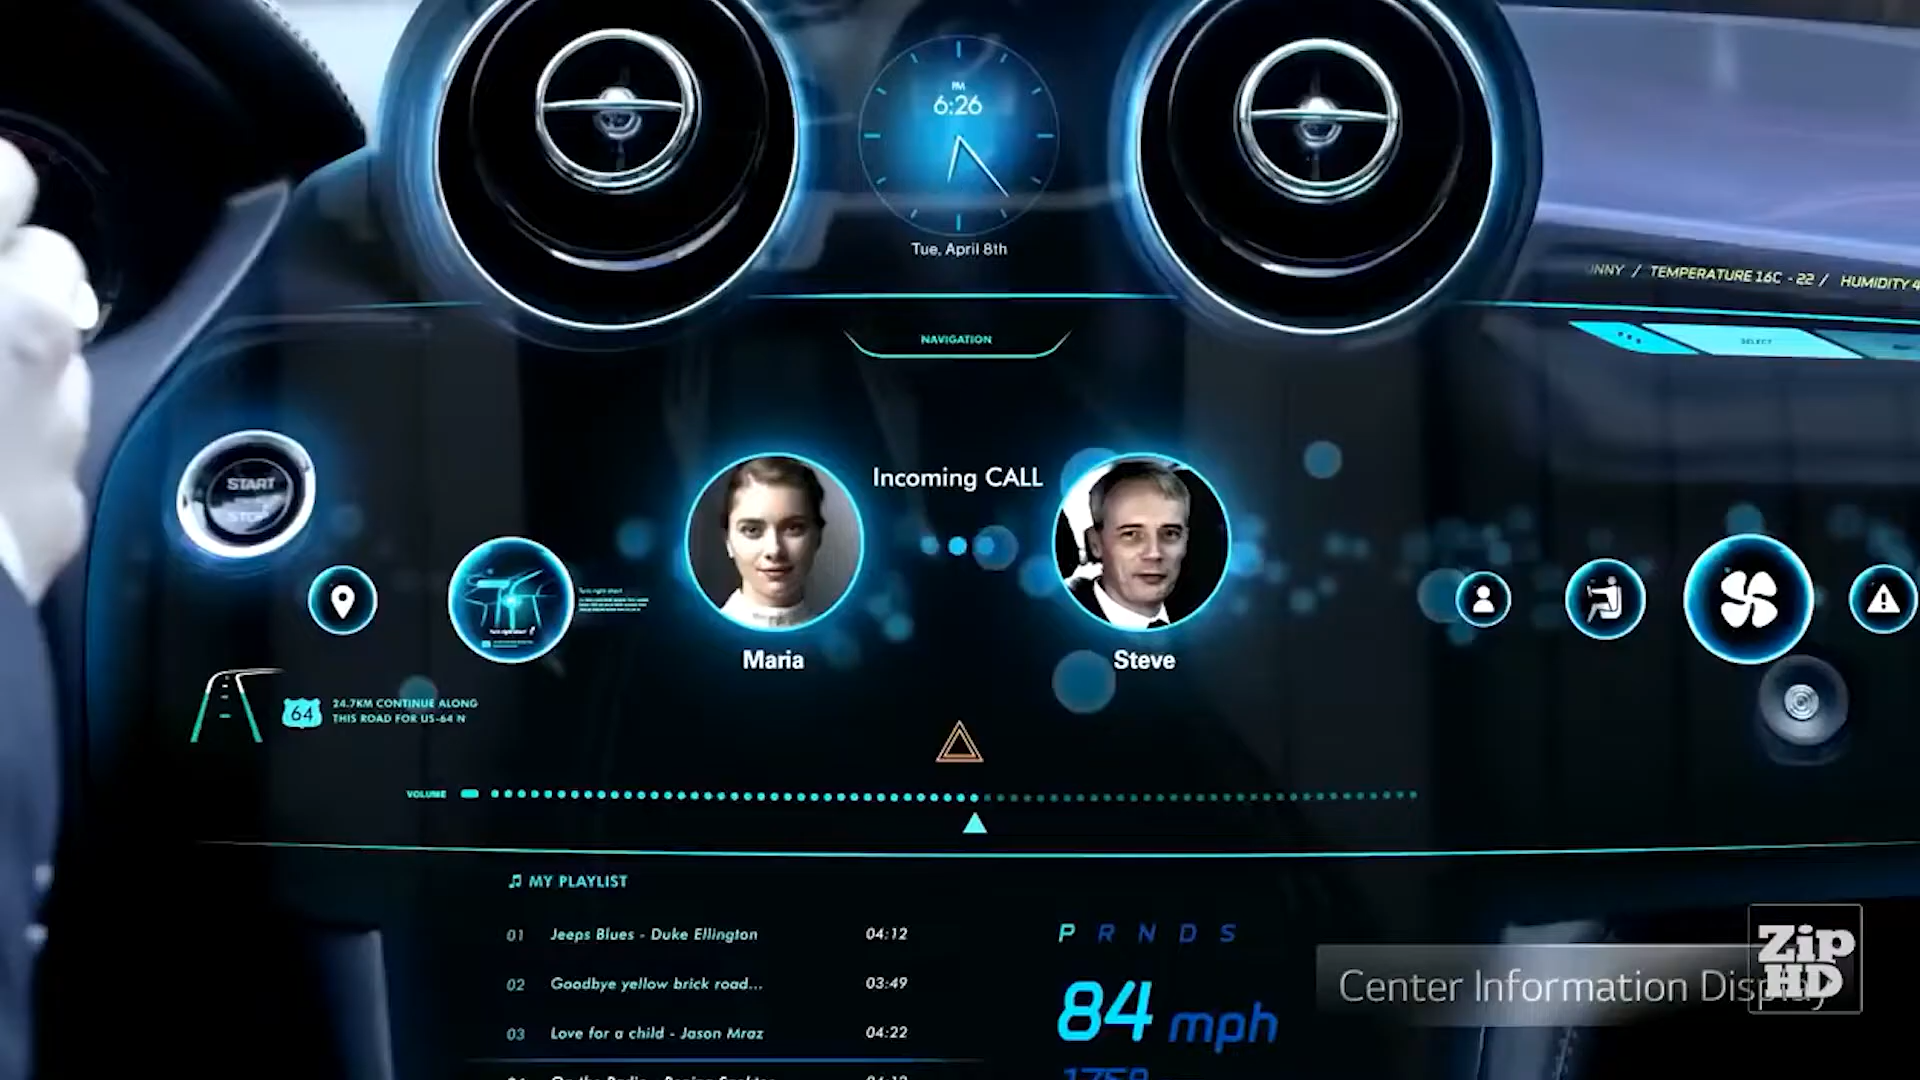 PM
6:26
Tue, April 8th
NNY / TEMPERATURE 16C - 22 / HUMIDITY 4
NAVIGATION
SELECT
START
STOP
Incoming CALL
Maria
Steve
64
24.7KM CONTINUE ALONG
THIS ROAD FOR US-64 N
VOLUME
MY PLAYLIST
01 Jeeps Blues - Duke Ellington 04:12
02 Goodbye yellow brick road... 03:49
03 Love for a child - Jason Mraz 04:22
P R N D S
84 mph
Center Information Display
Zip
HD